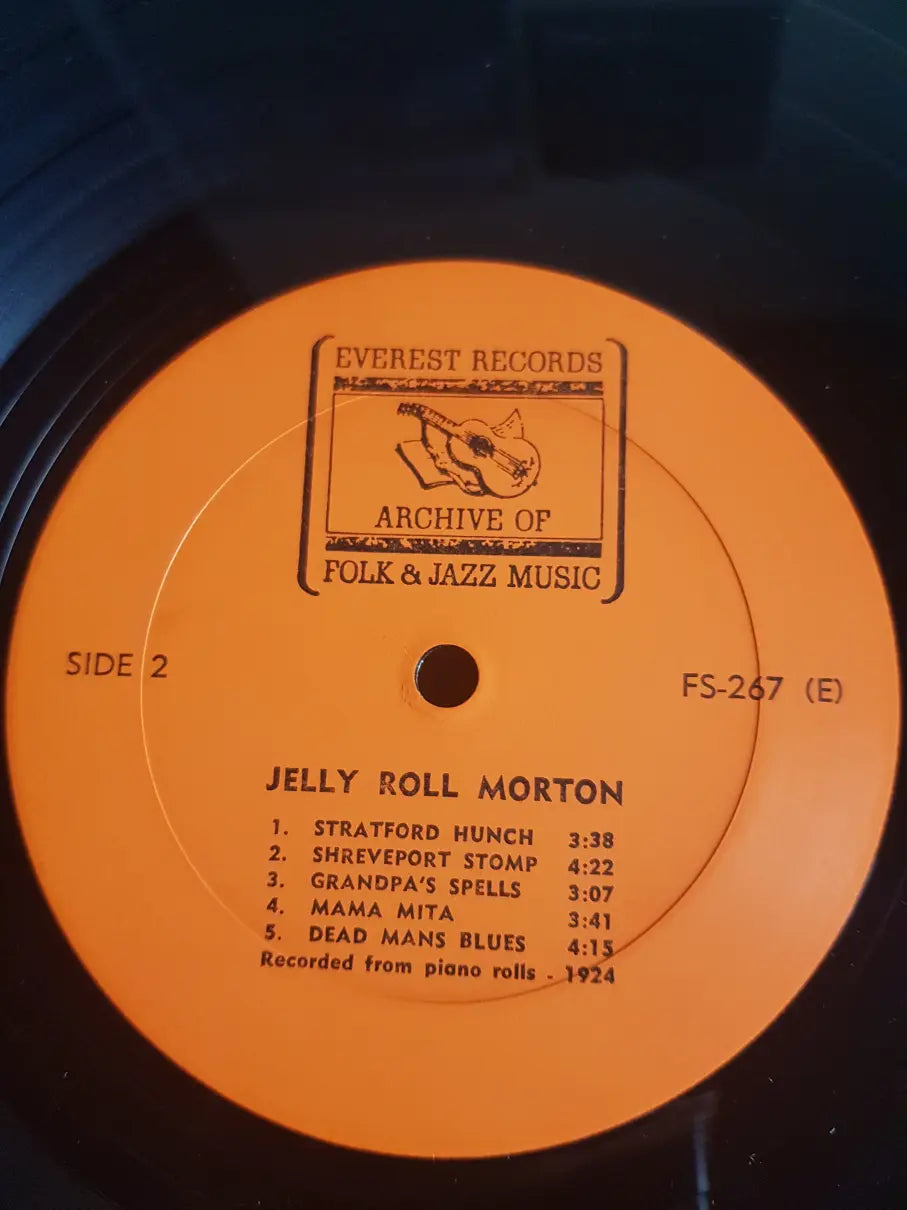 EVEREST RECORDS
ARCHIVE OF
FOLK & JAZZ MUSIC
SIDE 2
FS-267 (E)
JELLY ROLL MORTON
1. STRATFORD HUNCH 3:38
2. SHREVEPORT STOMP 4:22
3. GRANDPA'S SPELLS 3:07
4. MAMA MITA 3:41
5. DEAD MANS BLUES 4:15
Recorded from piano rolls - 1924